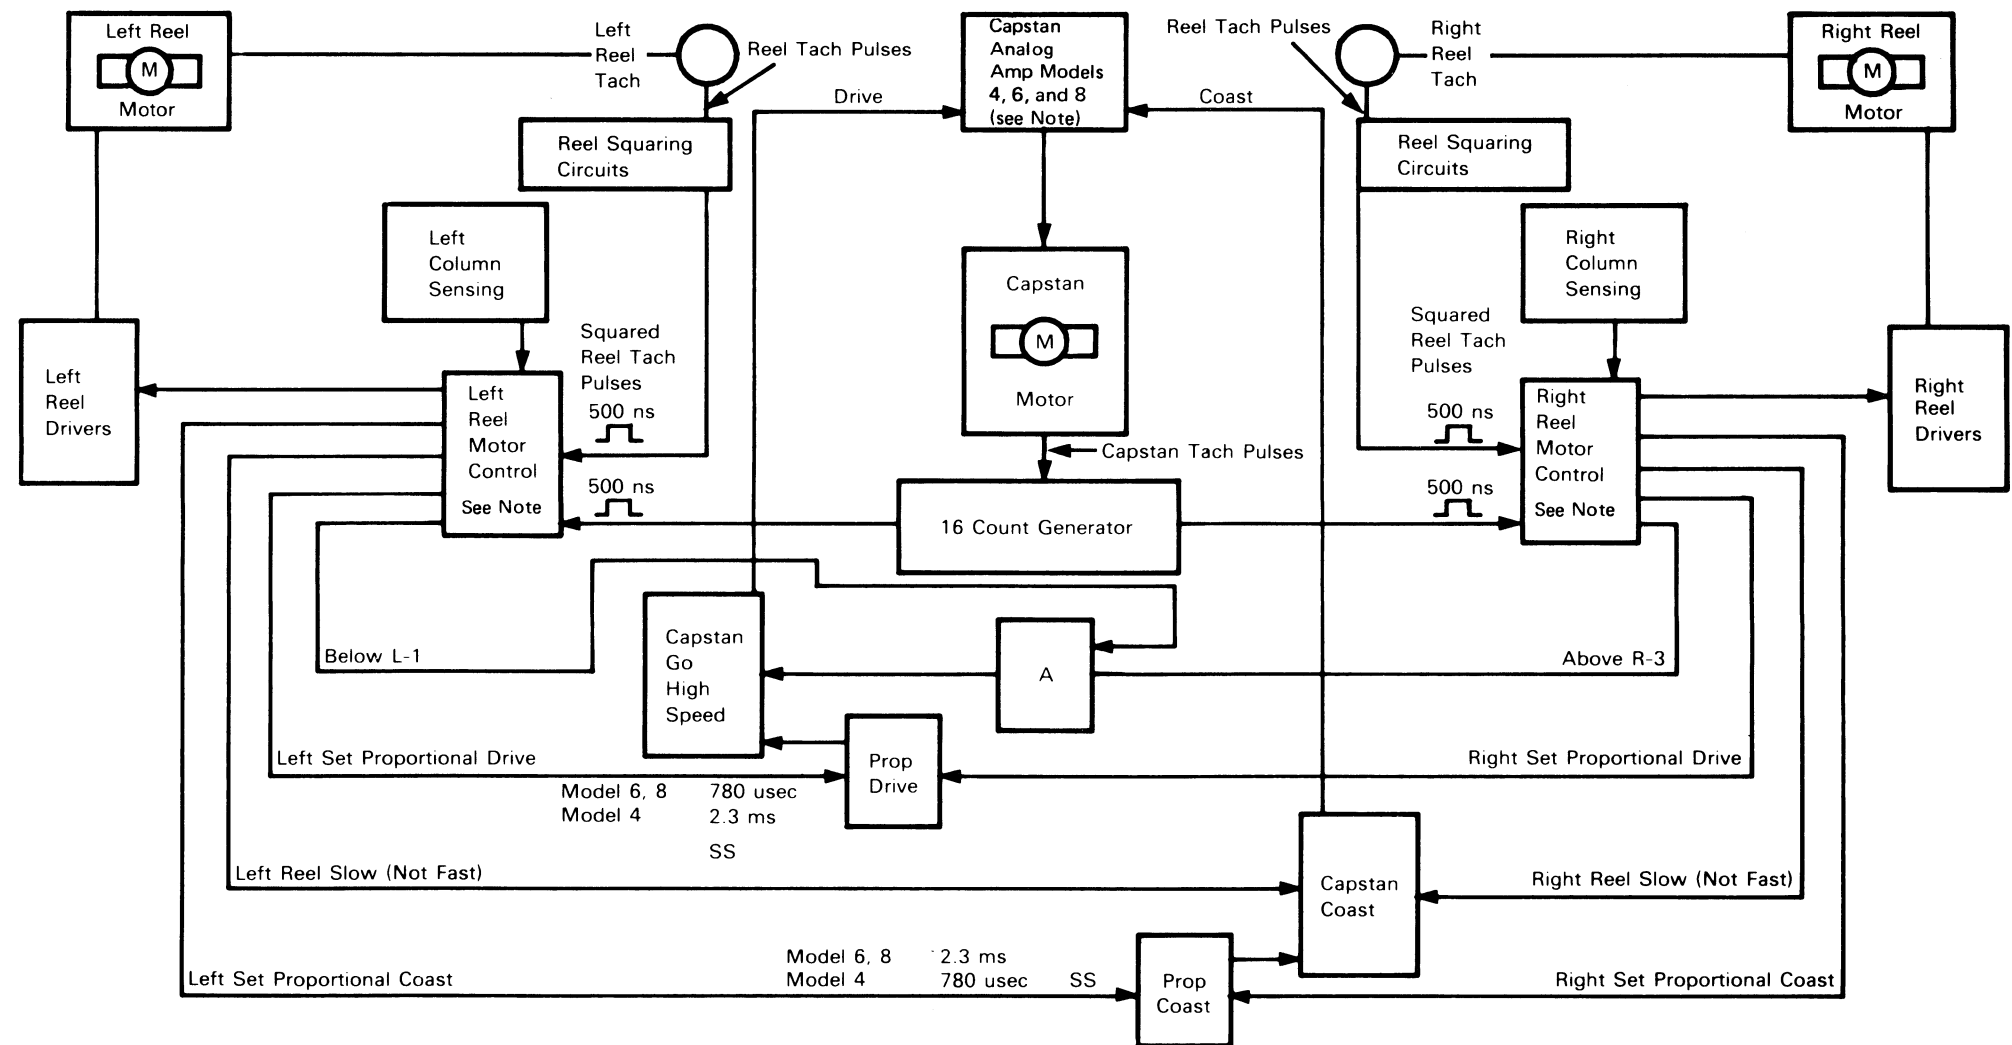 Left Reel
M
Motor
Left
Reel
Tach
Reel Tach Pulses
Capstan
Analog
Amp Models
4, 6, and 8
(see Note)
Reel Tach Pulses
Right
Reel
Tach
Right Reel
M
Motor
Drive
Coast
Reel Squaring
Circuits
Reel Squaring
Circuits
Left
Column
Sensing
Right
Column
Sensing
Capstan
M
Motor
Squared
Reel Tach
Pulses
500 ns
500 ns
Squared
Reel Tach
Pulses
500 ns
500 ns
Left
Reel
Drivers
Left
Reel
Motor
Control
See Note
Capstan Tach Pulses
16 Count Generator
Right
Reel
Motor
Control
See Note
Right
Reel
Drivers
Below L-1
Capstan
Go
High
Speed
A
Above R-3
Left Set Proportional Drive
Prop
Drive
Right Set Proportional Drive
Model 6, 8 780 usec
Model 4 2.3 ms
SS
Left Reel Slow (Not Fast)
Capstan
Coast
Right Reel Slow (Not Fast)
Model 6, 8 2.3 ms
Model 4 780 usec SS
Left Set Proportional Coast
Prop
Coast
Right Set Proportional Coast